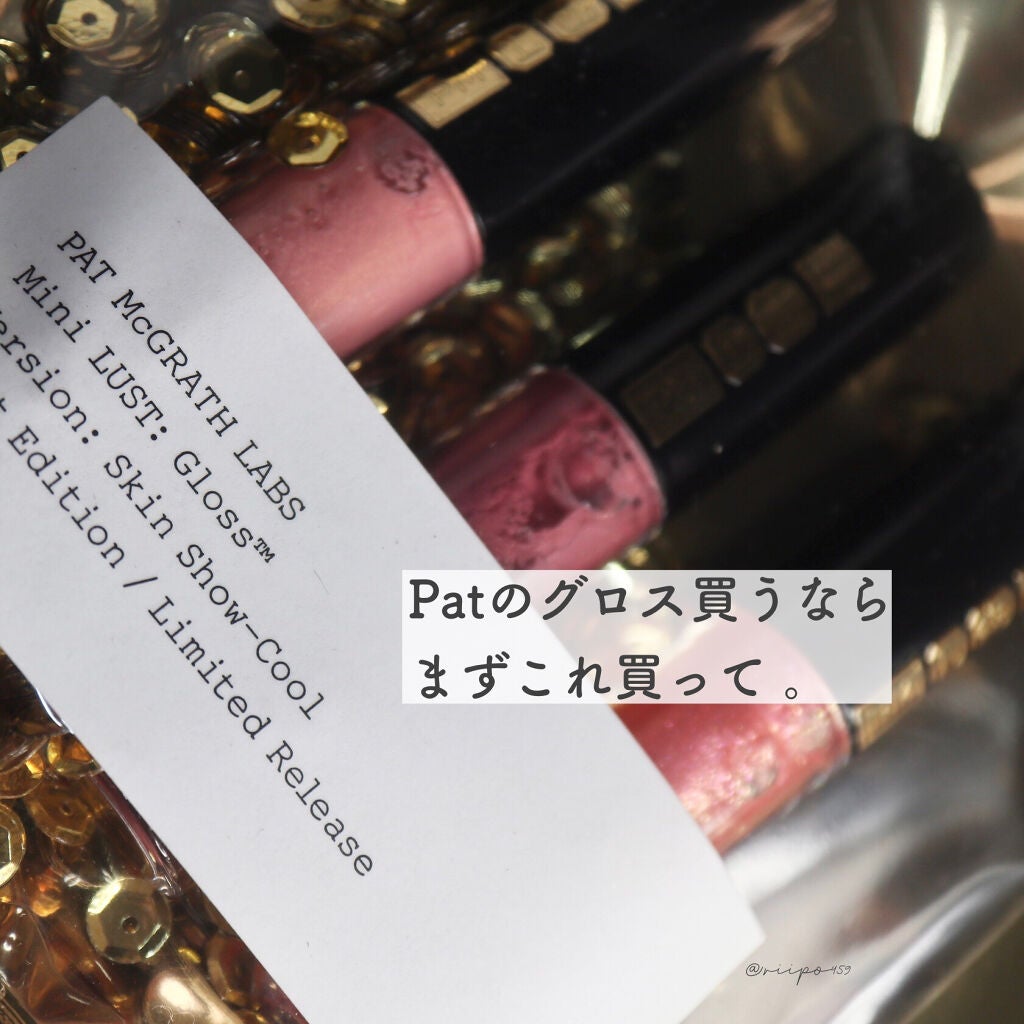 PAT McGRATH LABS
Mini LUST: Gloss™
Version: Skin Show-Cool
Edition / Limited Release
Patのグロス買うなら
まずこれ買って。
@riipo459